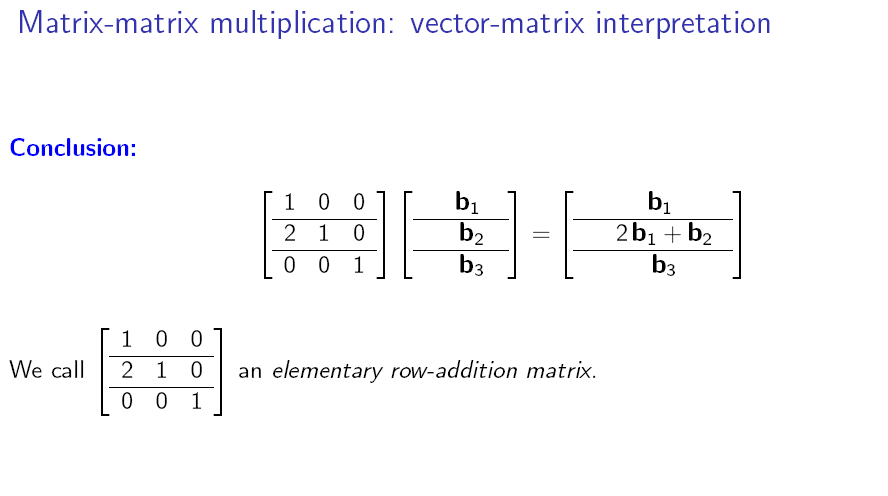 Matrix-matrix multiplication: vector-matrix interpretation
Conclusion:
[ 1 0 0 ; 2 1 0 ; 0 0 1 ] [ b₁ ; b₂ ; b₃ ] = [ b₁ ; 2 b₁ + b₂ ; b₃ ]
We call [ 1 0 0 ; 2 1 0 ; 0 0 1 ] an elementary row-addition matrix.